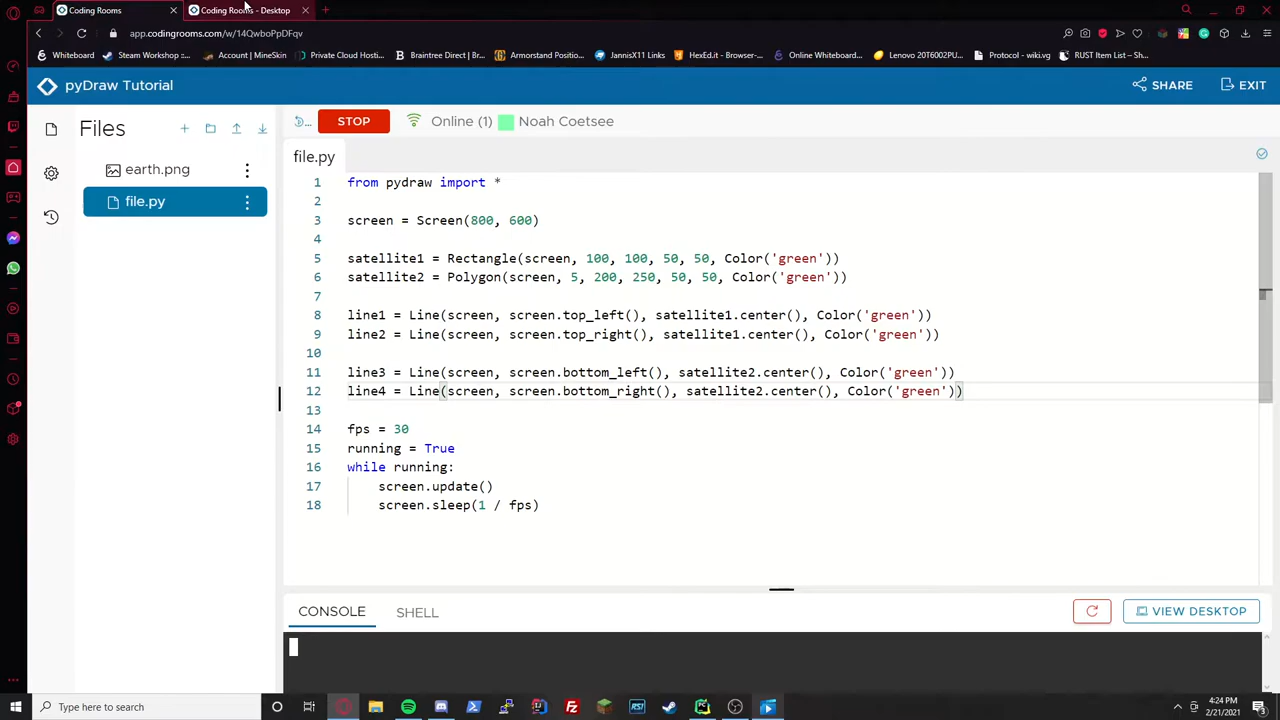 Coding Rooms
Coding Rooms - Desktop
app.codingrooms.com/w/14QwboPpDFqv
Whiteboard
Steam Workshop ...
Account | MineSkin
Private Cloud Host...
Braintree Direct | Br...
Armorstand Posing...
JannisX11 (Jannis)...
HexEd.it - Browser-...
Online Whiteboard...
Lenovo 20T6002PU...
Protocol - wiki.vg
RUST Item List — S...
pyDraw Tutorial
SHARE
EXIT
Files
STOP
Online (1)
Noah Coetsee
file.py
earth.png
file.py
1 from pydraw import *
2
3 screen = Screen(800, 600)
4
5 satellite1 = Rectangle(screen, 100, 100, 50, 50, Color('green'))
6 satellite2 = Polygon(screen, 5, 200, 250, 50, 50, Color('green'))
7
8 line1 = Line(screen, screen.top_left(), satellite1.center(), Color('green'))
9 line2 = Line(screen, screen.top_right(), satellite1.center(), Color('green'))
10
11 line3 = Line(screen, screen.bottom_left(), satellite2.center(), Color('green'))
12 line4 = Line(screen, screen.bottom_right(), satellite2.center(), Color('green'))
13
14 fps = 30
15 running = True
16 while running:
17 screen.update()
18 screen.sleep(1 / fps)
CONSOLE
SHELL
VIEW DESKTOP
Type here to search
4:24 PM
2/21/2021